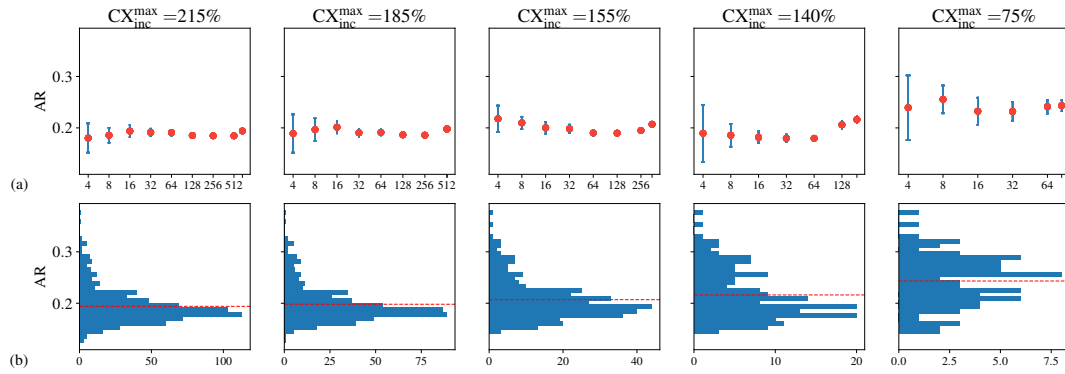 CX_inc^max =215%
CX_inc^max =185%
CX_inc^max =155%
CX_inc^max =140%
CX_inc^max =75%
AR
0.3
0.2
4 8 16 32 64 128 256 512
4 8 16 32 64 128 256 512
4 8 16 32 64 128 256
4 8 16 32 64 128
4 8 16 32 64
(a)
AR
0.3
0.2
0 50 100
0 25 50 75
0 20 40
0 10 20
0.0 2.5 5.0 7.5
(b)